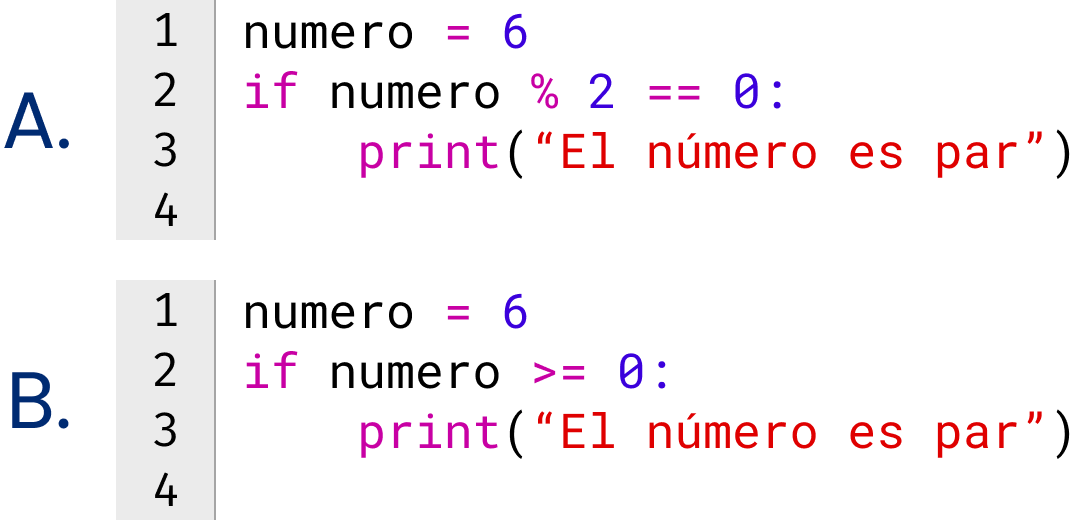 A.
1 numero = 6
2 if numero % 2 == 0:
3     print(“El número es par”)
4
B.
1 numero = 6
2 if numero >= 0:
3     print(“El número es par”)
4